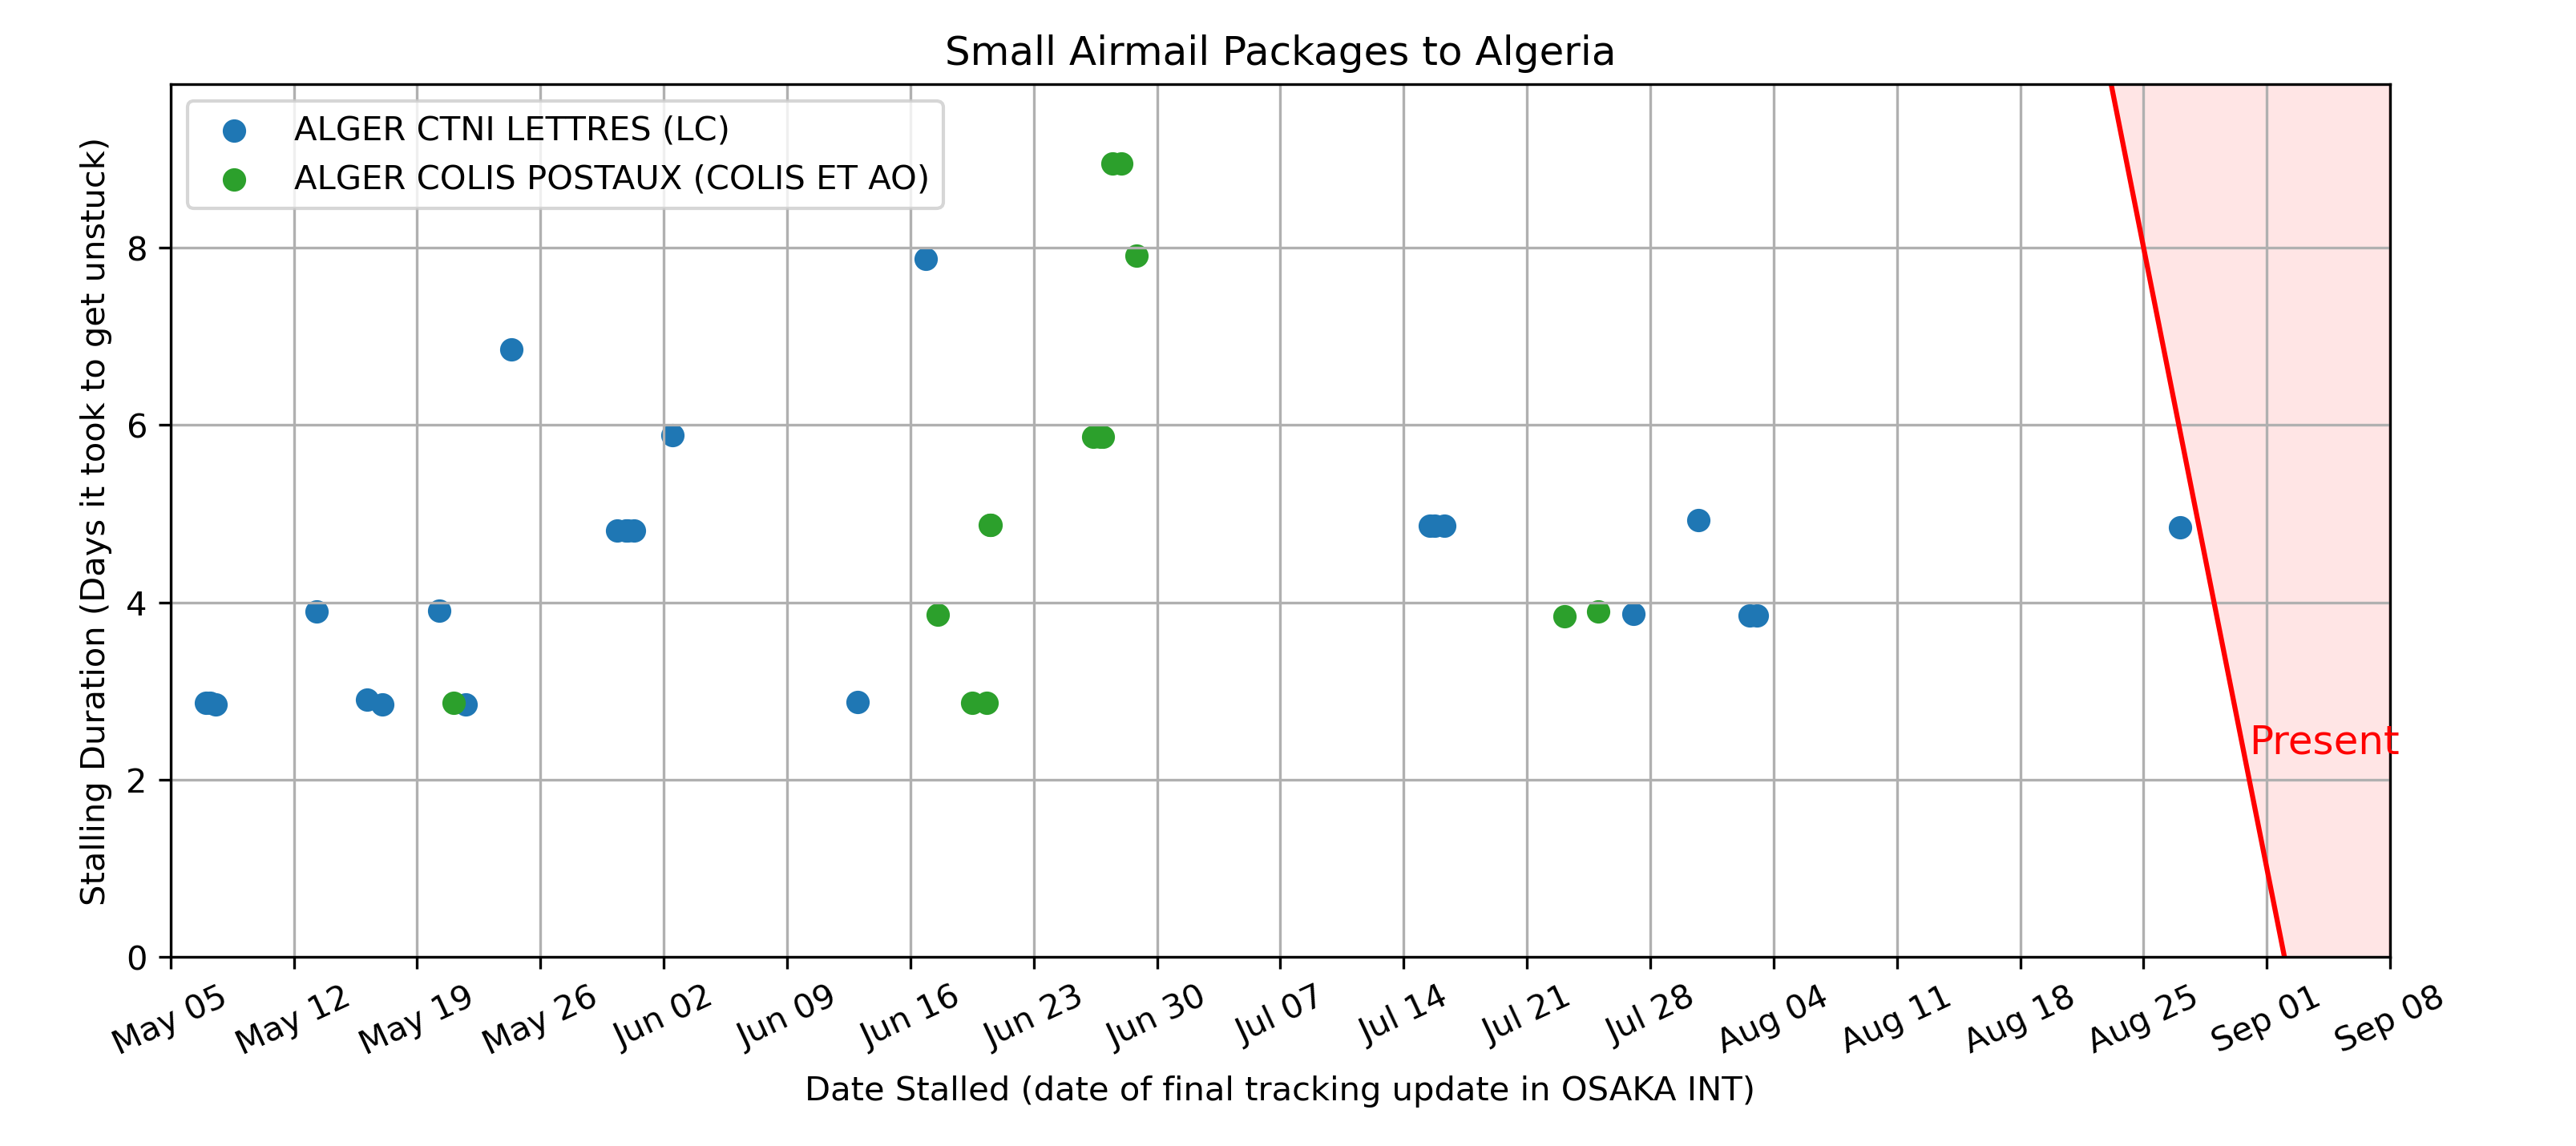 Small Airmail Packages to Algeria
ALGER CTNI LETTRES (LC)
ALGER COLIS POSTAUX (COLIS ET AO)
Stalling Duration (Days it took to get unstuck)
8
6
4
2
0
Present
May 05
May 12
May 19
May 26
Jun 02
Jun 09
Jun 16
Jun 23
Jun 30
Jul 07
Jul 14
Jul 21
Jul 28
Aug 04
Aug 11
Aug 18
Aug 25
Sep 01
Sep 08
Date Stalled (date of final tracking update in OSAKA INT)